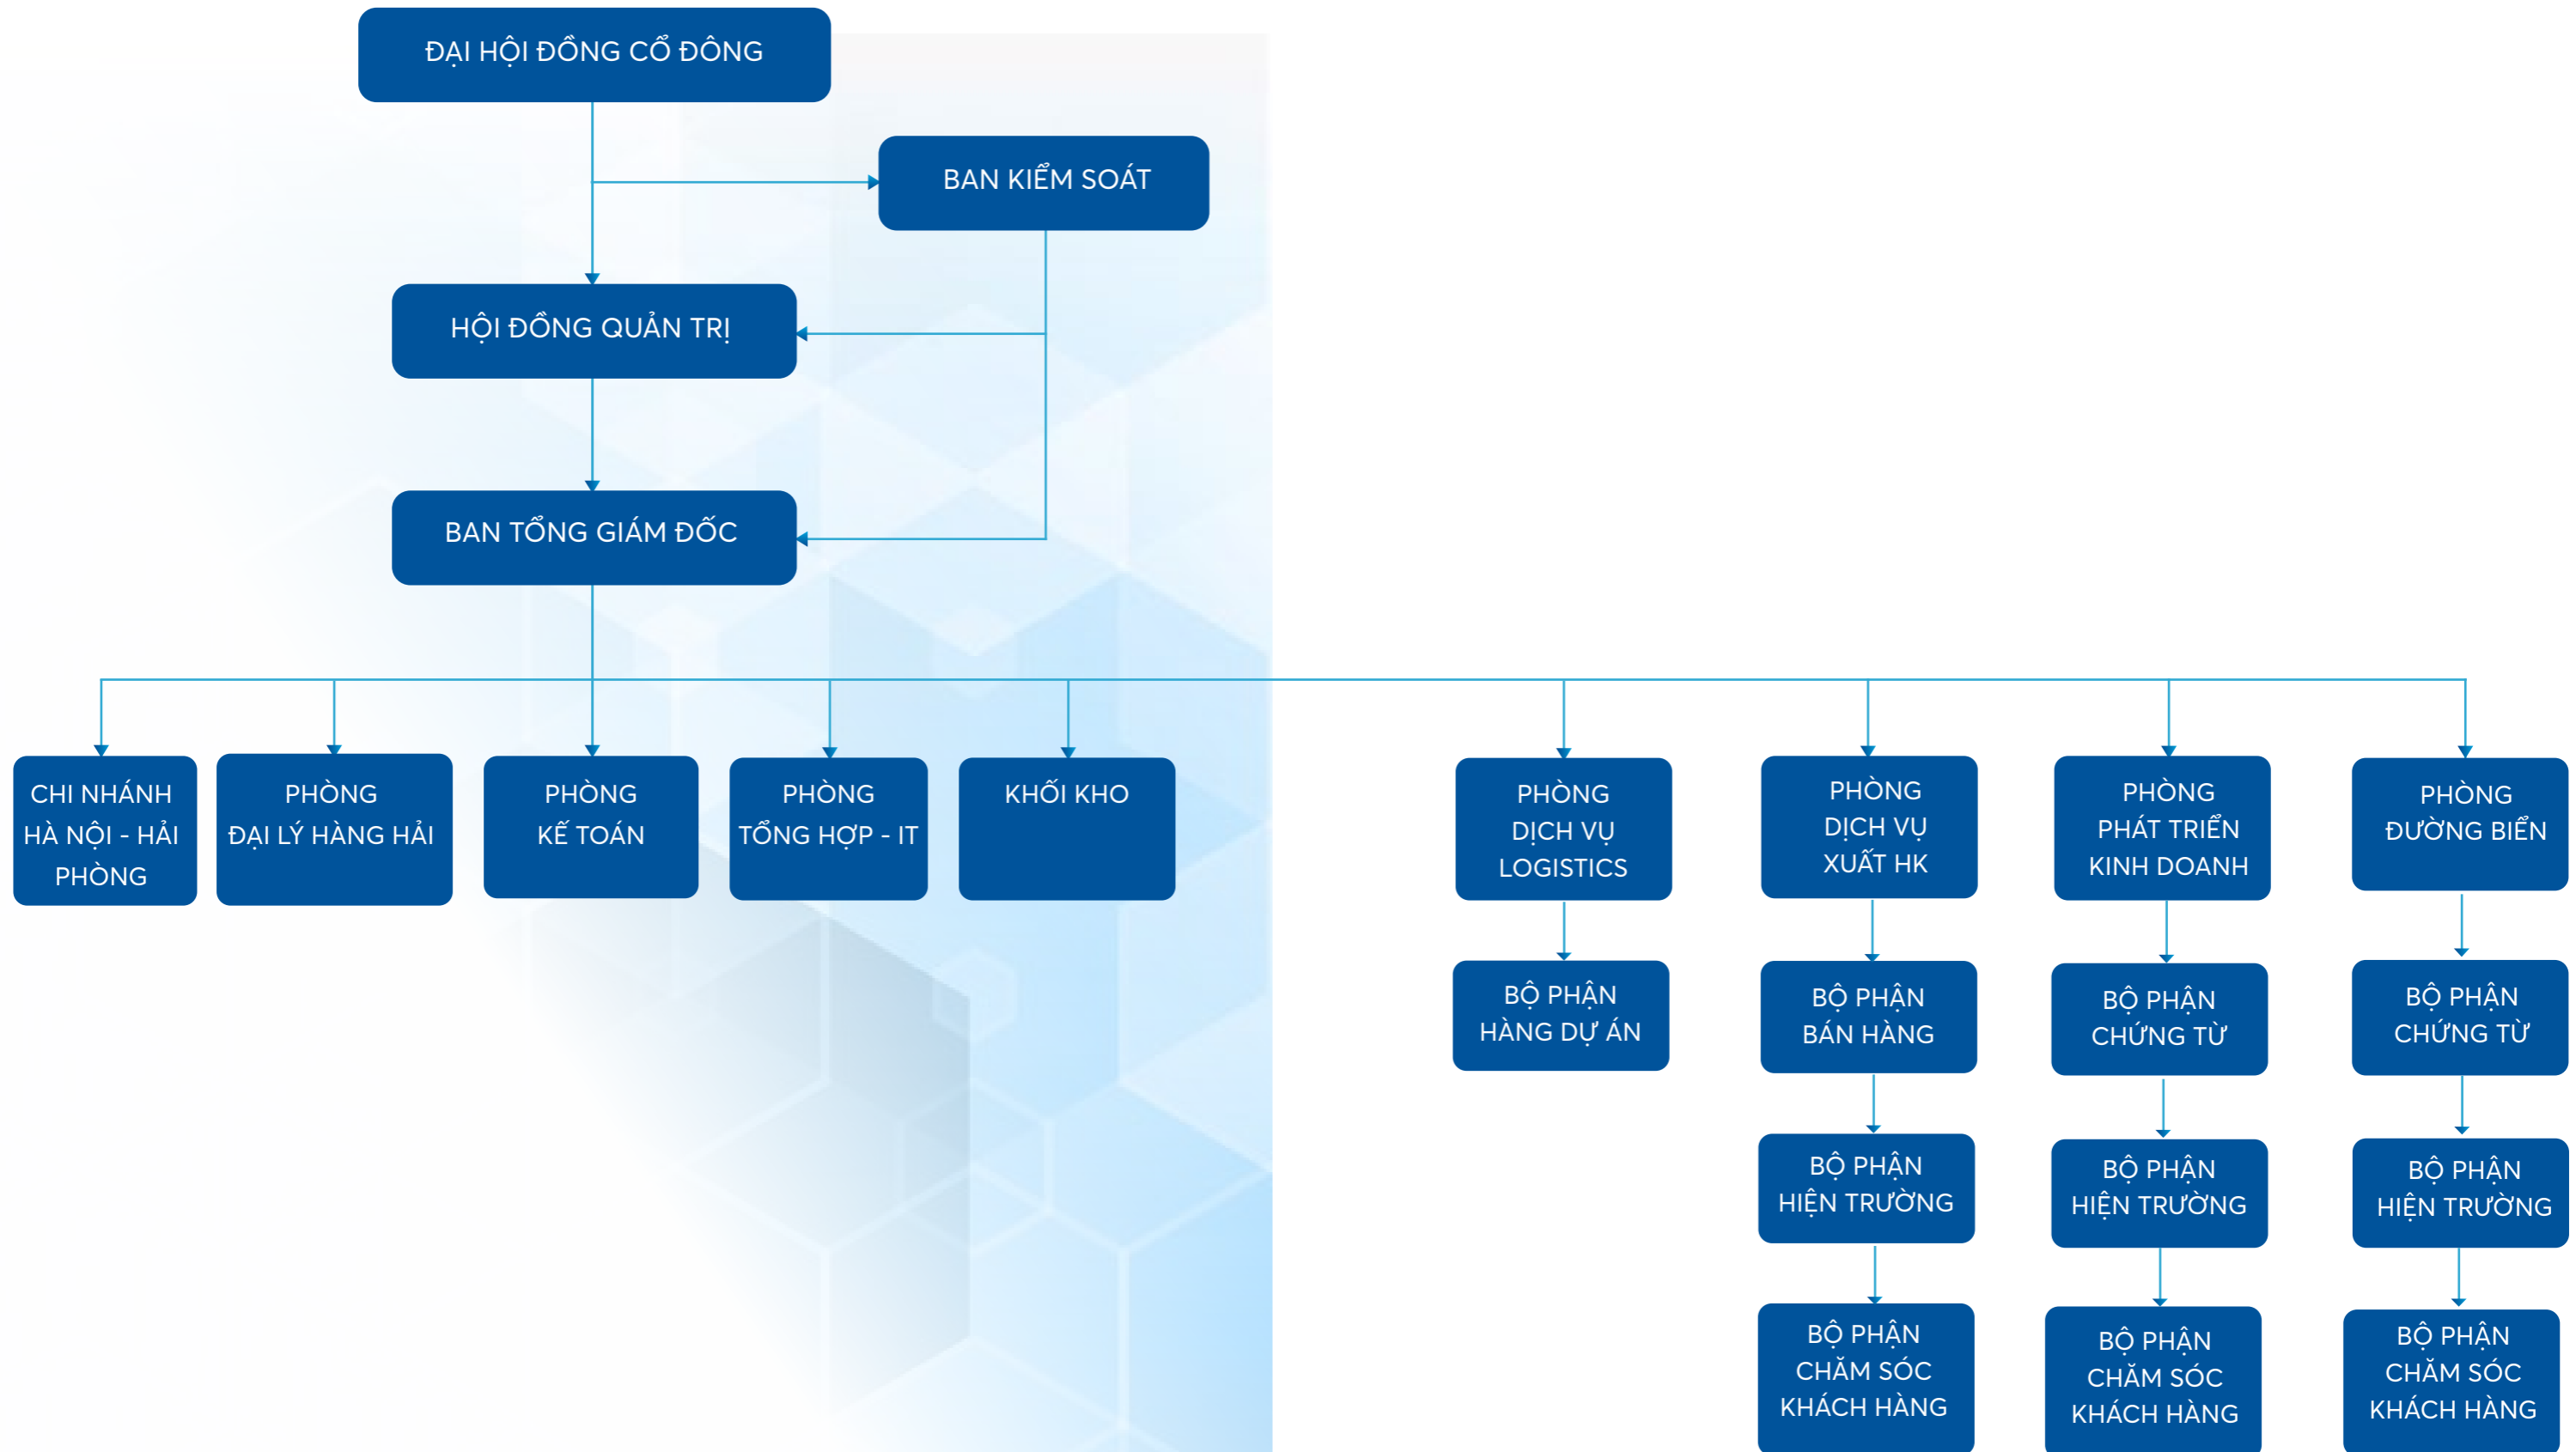 ĐẠI HỘI ĐỒNG CỔ ĐÔNG
BAN KIỂM SOÁT
HỘI ĐỒNG QUẢN TRỊ
BAN TỔNG GIÁM ĐỐC
CHI NHÁNH
HÀ NỘI - HẢI
PHÒNG
PHÒNG
ĐẠI LÝ HÀNG HẢI
PHÒNG
KẾ TOÁN
PHÒNG
TỔNG HỢP - IT
KHỐI KHO
PHÒNG
DỊCH VỤ
LOGISTICS
PHÒNG
DỊCH VỤ
XUẤT HK
PHÒNG
PHÁT TRIỂN
KINH DOANH
PHÒNG
ĐƯỜNG BIỂN
BỘ PHẬN
HÀNG DỰ ÁN
BỘ PHẬN
BÁN HÀNG
BỘ PHẬN
CHỨNG TỪ
BỘ PHẬN
CHỨNG TỪ
BỘ PHẬN
HIỆN TRƯỜNG
BỘ PHẬN
HIỆN TRƯỜNG
BỘ PHẬN
HIỆN TRƯỜNG
BỘ PHẬN
CHĂM SÓC
KHÁCH HÀNG
BỘ PHẬN
CHĂM SÓC
KHÁCH HÀNG
BỘ PHẬN
CHĂM SÓC
KHÁCH HÀNG